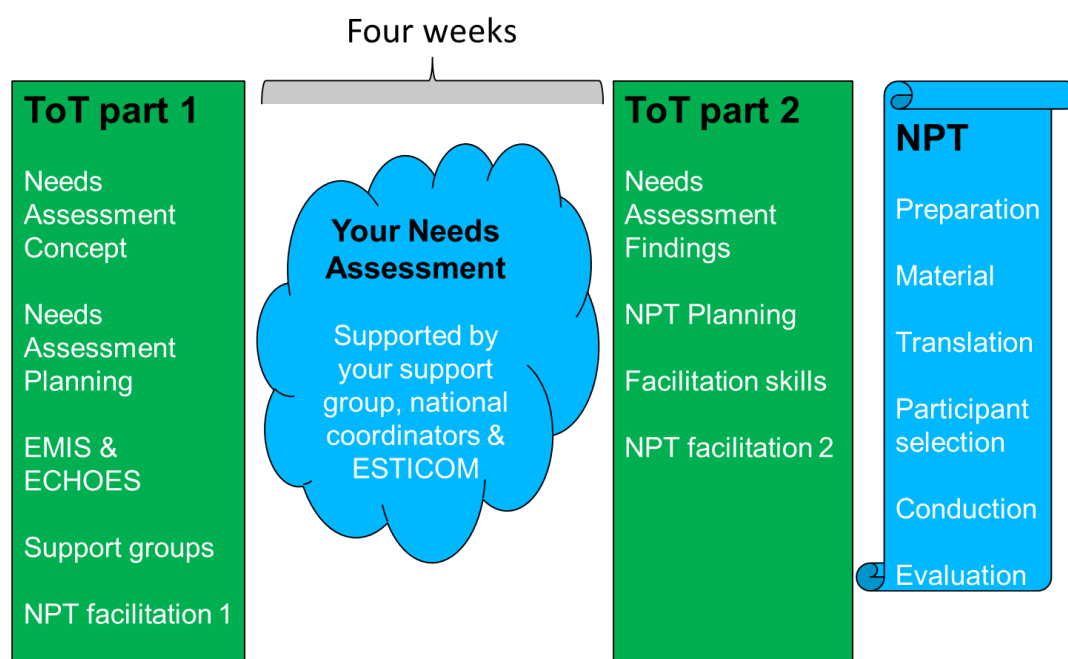 Four weeks
ToT part 1
Needs
Assessment
Concept
Needs
Assessment
Planning
EMIS &
ECHOES
Support groups
NPT facilitation 1
Your Needs
Assessment
Supported by
your support
group, national
coordinators &
ESTICOM
ToT part 2
Needs
Assessment
Findings
NPT Planning
Facilitation skills
NPT facilitation 2
NPT
Preparation
Material
Translation
Participant
selection
Conduction
Evaluation